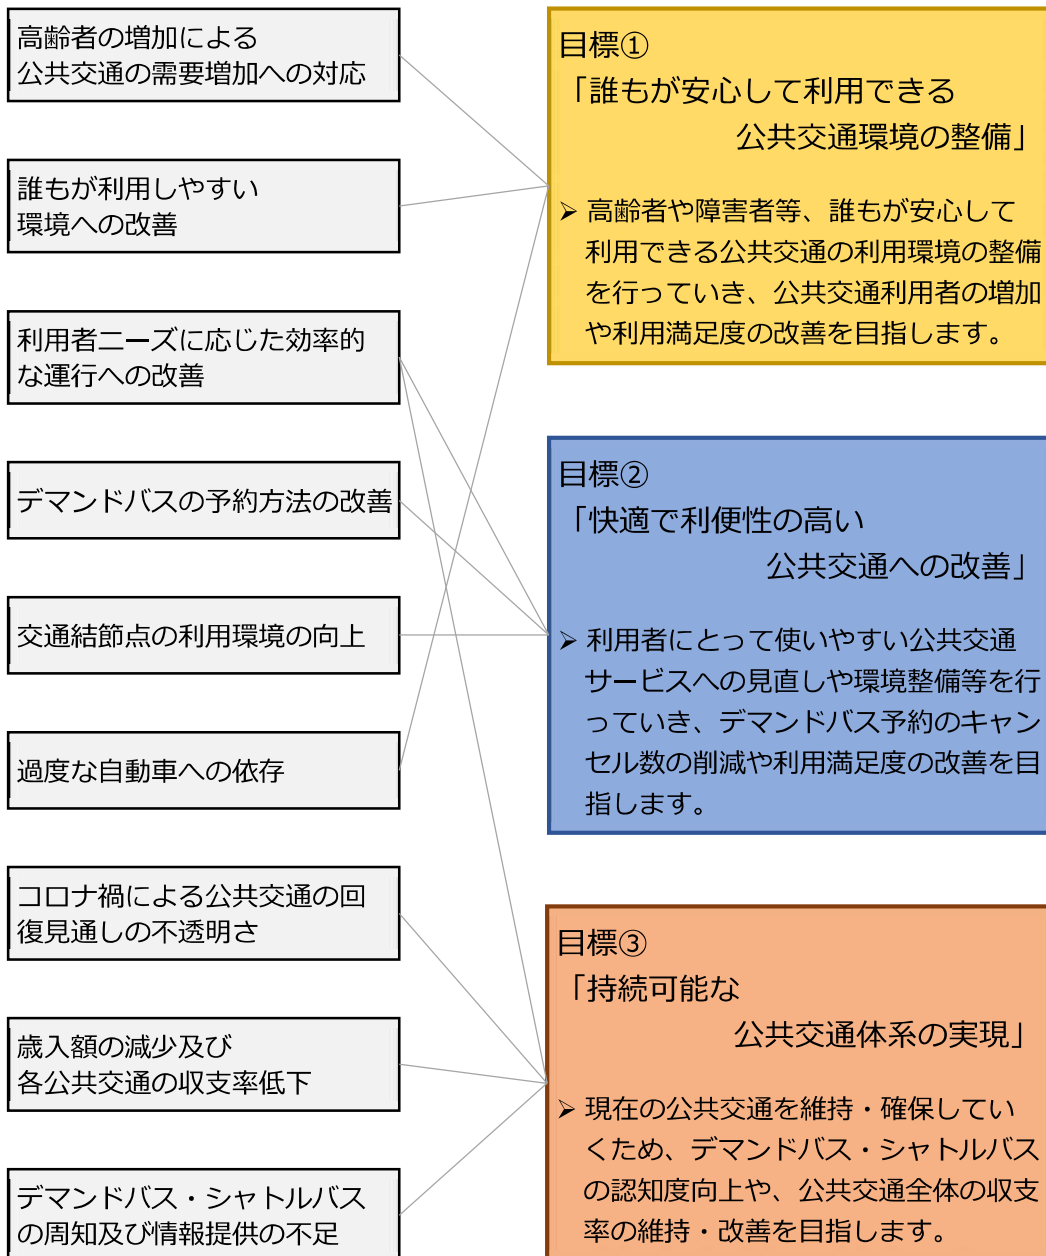 高齢者の増加による
公共交通の需要増加への対応
誰もが利用しやすい
環境への改善
利用者ニーズに応じた効率的
な運行への改善
デマンドバスの予約方法の改善
交通結節点の利用環境の向上
過度な自動車への依存
コロナ禍による公共交通の回
復見通しの不透明さ
歳入額の減少及び
各公共交通の収支率低下
デマンドバス・シャトルバス
の周知及び情報提供の不足
目標①
「誰もが安心して利用できる
公共交通環境の整備」
➢ 高齢者や障害者等、誰もが安心して
利用できる公共交通の利用環境の整備
を行っていき、公共交通利用者の増加
や利用満足度の改善を目指します。
目標②
「快適で利便性の高い
公共交通への改善」
➢ 利用者にとって使いやすい公共交通
サービスへの見直しや環境整備等を行
っていき、デマンドバス予約のキャン
セル数の削減や利用満足度の改善を目
指します。
目標③
「持続可能な
公共交通体系の実現」
➢ 現在の公共交通を維持・確保してい
くため、デマンドバス・シャトルバス
の認知度向上や、公共交通全体の収支
率の維持・改善を目指します。